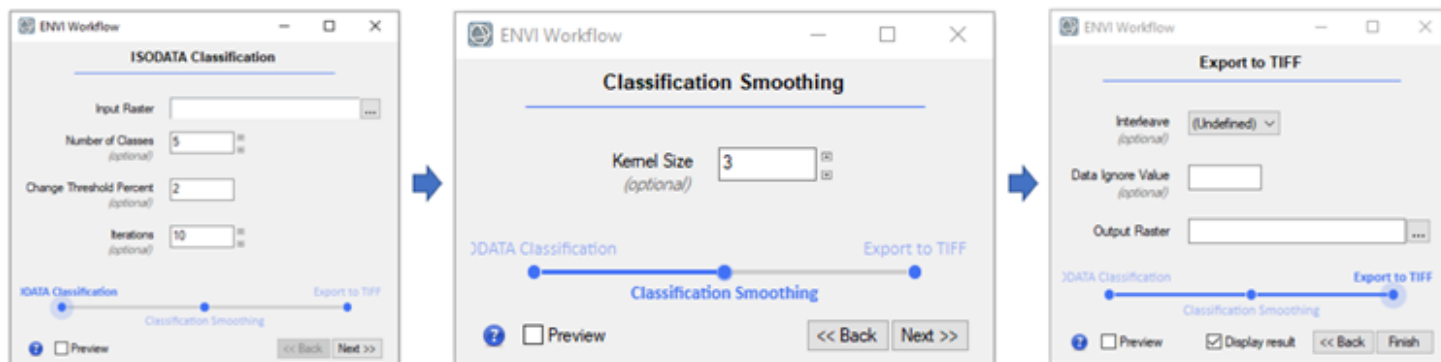 ENVI Workflow
ISODATA Classification
Input Raster
...
Number of Classes 5
(optional)
Change Threshold Percent 2
(optional)
Iterations 10
(optional)
ODATA Classification Export to TIFF
Classification Smoothing
? Preview << Back Next >>
ENVI Workflow
Classification Smoothing
Kernel Size 3
(optional)
ODATA Classification Export to TIFF
Classification Smoothing
? Preview << Back Next >>
ENVI Workflow
Export to TIFF
Interleave (Undefined)
(optional)
Data Ignore Value
(optional)
Output Raster ...
ODATA Classification Export to TIFF
Classification Smoothing
? Preview Display result << Back Finish